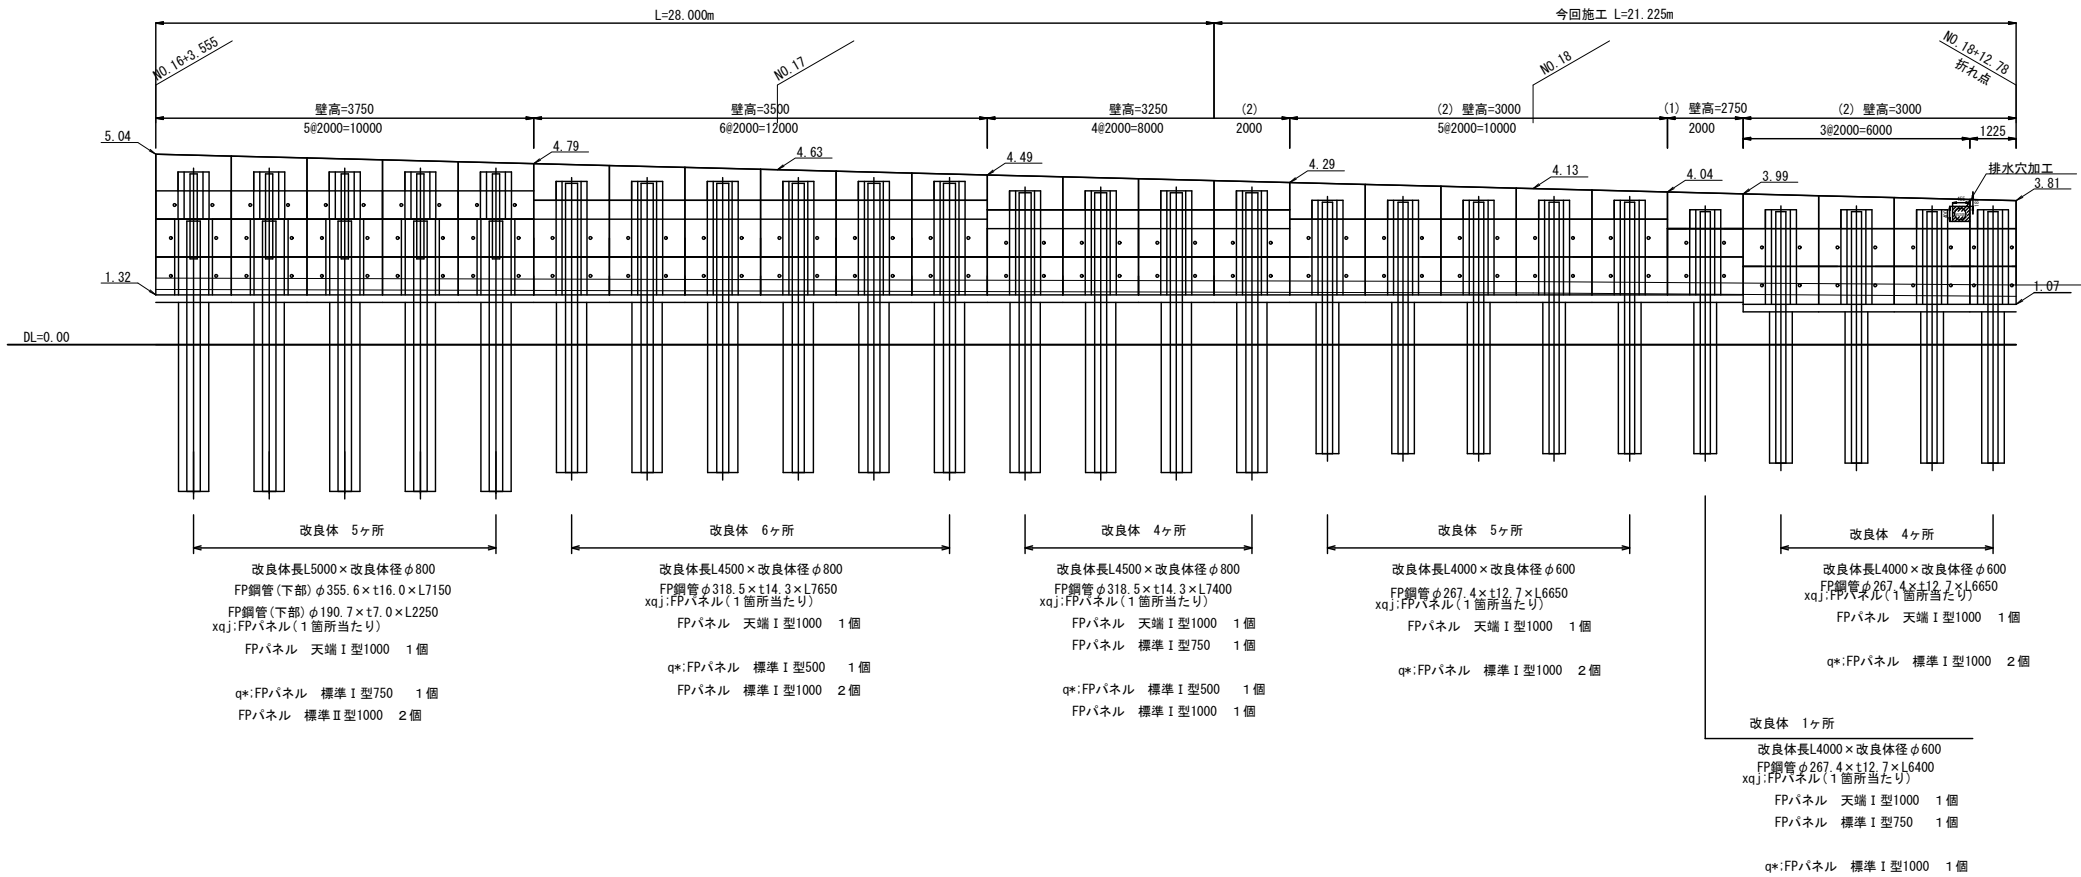 L=28.000m
今回施工 L=21.225m
NO.16+3.555
NO.17
NO.18
NO.18+12.78
折れ点
壁高=3750
壁高=3500
壁高=3250
(2)
(2) 壁高=3000
(1) 壁高=2750
(2) 壁高=3000
5@2000=10000
6@2000=12000
4@2000=8000
2000
5@2000=10000
2000
3@2000=6000
1225
5.04
4.79
4.63
4.49
4.29
4.13
4.04
3.99
排水穴加工
3.81
1.32
1.07
DL=0.00
改良体 5ヶ所
改良体長L5000×改良体径φ800
FP鋼管(下部)φ355.6×t16.0×L7150
FP鋼管(下部)φ190.7×t7.0×L2250
xqj;FPパネル(1箇所当たり)
FPパネル 天端Ⅰ型1000 1個
q*;FPパネル 標準Ⅰ型750 1個
FPパネル 標準Ⅱ型1000 2個
改良体 6ヶ所
改良体長L4500×改良体径φ800
FP鋼管φ318.5×t14.3×L7650
xqj;FPパネル(1箇所当たり)
FPパネル 天端Ⅰ型1000 1個
q*;FPパネル 標準Ⅰ型500 1個
FPパネル 標準Ⅰ型1000 2個
改良体 4ヶ所
改良体長L4500×改良体径φ800
FP鋼管φ318.5×t14.3×L7400
xqj;FPパネル(1箇所当たり)
FPパネル 天端Ⅰ型1000 1個
FPパネル 標準Ⅰ型750 1個
q*;FPパネル 標準Ⅰ型500 1個
FPパネル 標準Ⅰ型1000 1個
改良体 5ヶ所
改良体長L4000×改良体径φ600
FP鋼管φ267.4×t12.7×L6650
xqj;FPパネル(1箇所当たり)
FPパネル 天端Ⅰ型1000 1個
q*;FPパネル 標準Ⅰ型1000 2個
改良体 4ヶ所
改良体長L4000×改良体径φ600
FP鋼管φ267.4×t12.7×L6650
xqj;FPパネル(1箇所当たり)
FPパネル 天端Ⅰ型1000 1個
q*;FPパネル 標準Ⅰ型1000 2個
改良体 1ヶ所
改良体長L4000×改良体径φ600
FP鋼管φ267.4×t12.7×L6400
xqj;FPパネル(1箇所当たり)
FPパネル 天端Ⅰ型1000 1個
FPパネル 標準Ⅰ型750 1個
q*;FPパネル 標準Ⅰ型1000 1個